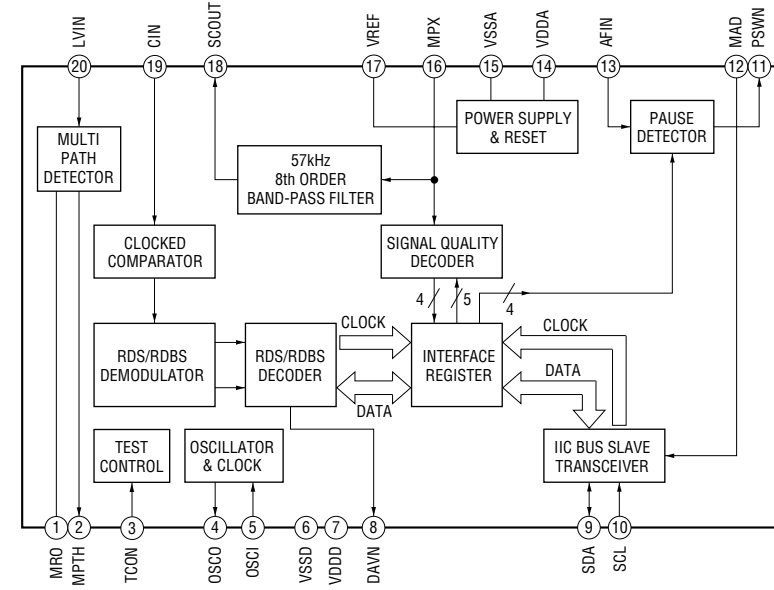 LVIN
CIN
SCOUT
VREF
MPX
VSSA
VDDA
AFIN
MAD
PSWN
20
19
18
17
16
15
14
13
12
11
MULTI
PATH
DETECTOR
57kHz
8th ORDER
BAND-PASS FILTER
POWER SUPPLY
& RESET
PAUSE
DETECTOR
CLOCKED
COMPARATOR
SIGNAL QUALITY
DECODER
4
5
4
CLOCK
CLOCK
RDS/RDBS
DEMODULATOR
RDS/RDBS
DECODER
INTERFACE
REGISTER
DATA
DATA
TEST
CONTROL
OSCILLATOR
& CLOCK
IIC BUS SLAVE
TRANSCEIVER
1
2
3
4
5
6
7
8
9
10
MRO
MPTH
TCON
OSCO
OSCI
VSSD
VDDD
DAVN
SDA
SCL